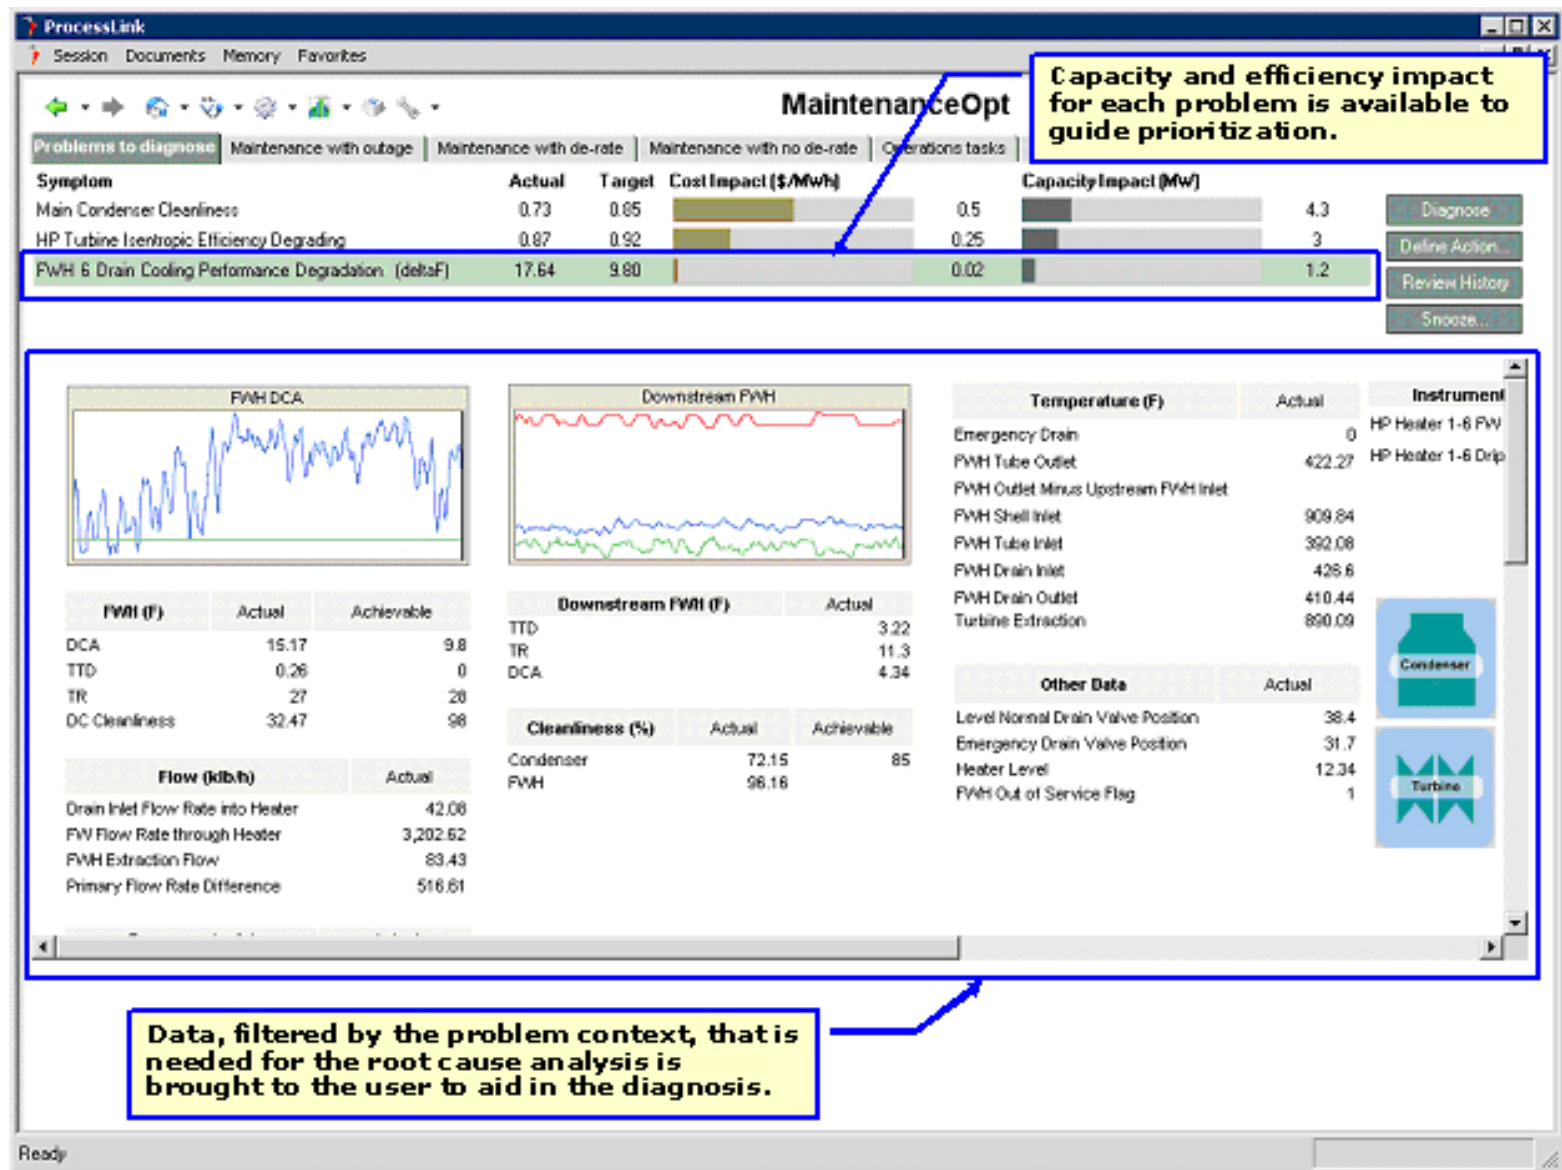 ProcessLink
Session Documents Memory Favorites
Capacity and efficiency impact
for each problem is available to
guide prioritization.
MaintenanceOpt
Problems to diagnose Maintenance with outage Maintenance with de-rate Maintenance with no de-rate Operations tasks
Symptom Actual Target Cost Impact ($/MWh) Capacity Impact (MW)
Main Condenser Cleanliness 0.73 0.85 0.5 4.3
HP Turbine Isentropic Efficiency Degrading 0.87 0.92 0.25 3
FWH 6 Drain Cooling Performance Degradation (deltaF) 17.64 9.80 0.02 1.2
Diagnose
Define Action...
Review History
Snooze...
FWH DCA
FWH (F) Actual Achievable
DCA 15.17 9.8
TTD 0.26 0
TR 27 28
DC Cleanliness 32.47 98
Flow (klb/h) Actual
Drain Inlet Flow Rate into Heater 42.08
FW Flow Rate through Heater 3,202.62
FWH Extraction Flow 83.43
Primary Flow Rate Difference 516.61
Downstream FWH
Downstream FWH (F) Actual
TTD 3.22
TR 11.3
DCA 4.34
Cleanliness (%) Actual Achievable
Condenser 72.15 85
FWH 96.16
Temperature (F) Actual
Emergency Drain 0
FWH Tube Outlet 422.27
FWH Outlet Minus Upstream FWH Inlet
FWH Shell Inlet 909.84
FWH Tube Inlet 392.08
FWH Drain Inlet 426.6
FWH Drain Outlet 410.44
Turbine Extraction 890.09
Other Data Actual
Level Normal Drain Valve Position 38.4
Emergency Drain Valve Position 31.7
Heater Level 12.34
FWH Out of Service Flag 1
Instrument
HP Heater 1-6 FW
HP Heater 1-6 Drip
Condenser
Turbine
Data, filtered by the problem context, that is
needed for the root cause analysis is
brought to the user to aid in the diagnosis.
Ready